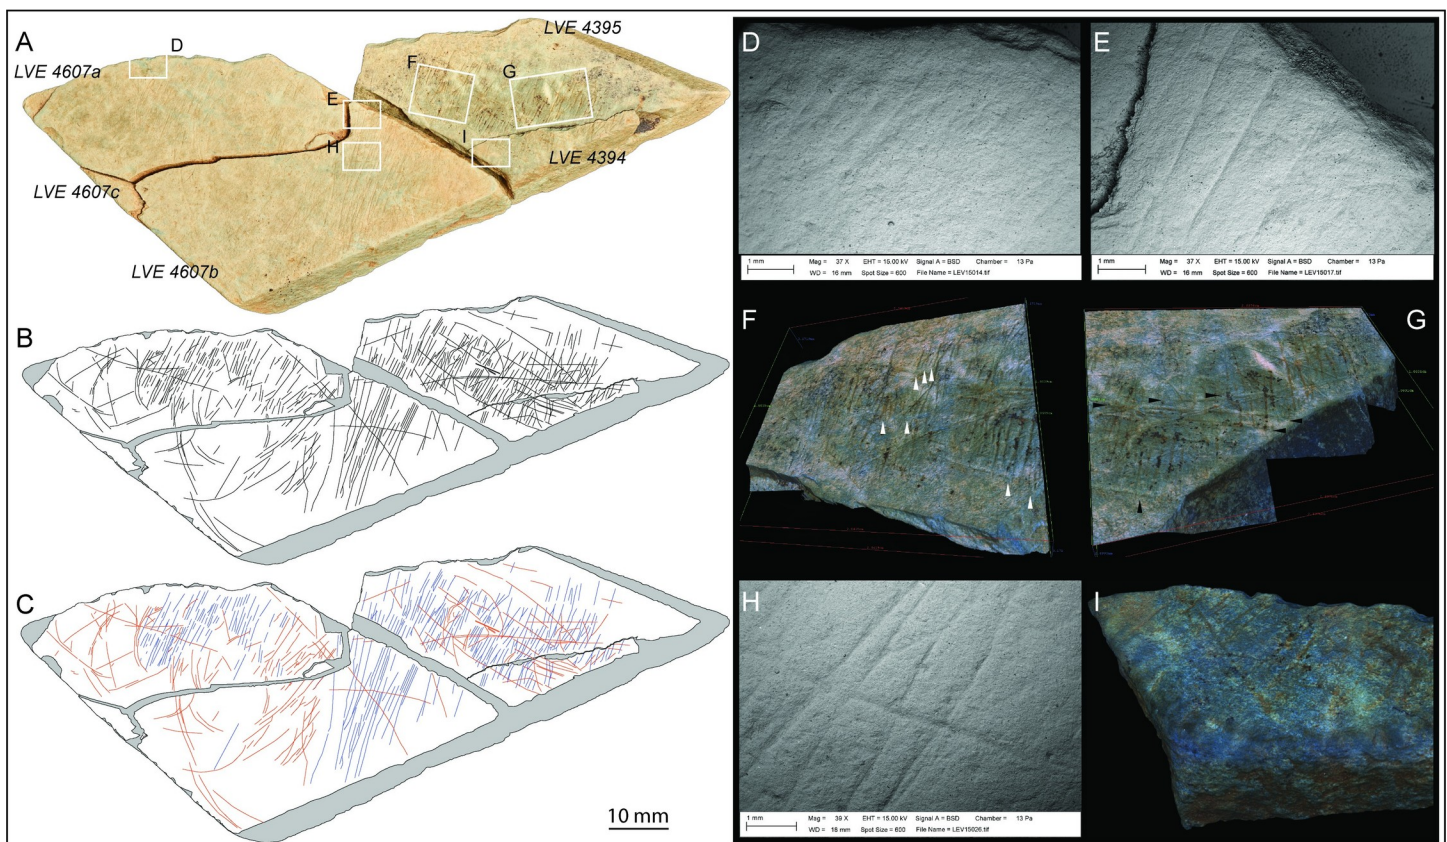 A
D
LVE 4395
F
G
LVE 4607a
E
I
H
LVE 4394
LVE 4607c
LVE 4607b
B
C
10 mm
D
1 mm
Mag = 37 X EHT = 15.00 kV Signal A = BSD Chamber = 13 Pa
WD = 16 mm Spot Size = 600 File Name = LEV15014.tif
E
1 mm
Mag = 37 X EHT = 15.00 kV Signal A = BSD Chamber = 13 Pa
WD = 16 mm Spot Size = 600 File Name = LEV15017.tif
F
G
H
1 mm
Mag = 39 X EHT = 15.00 kV Signal A = BSD Chamber = 13 Pa
WD = 16 mm Spot Size = 600 File Name = LEV15026.tif
I